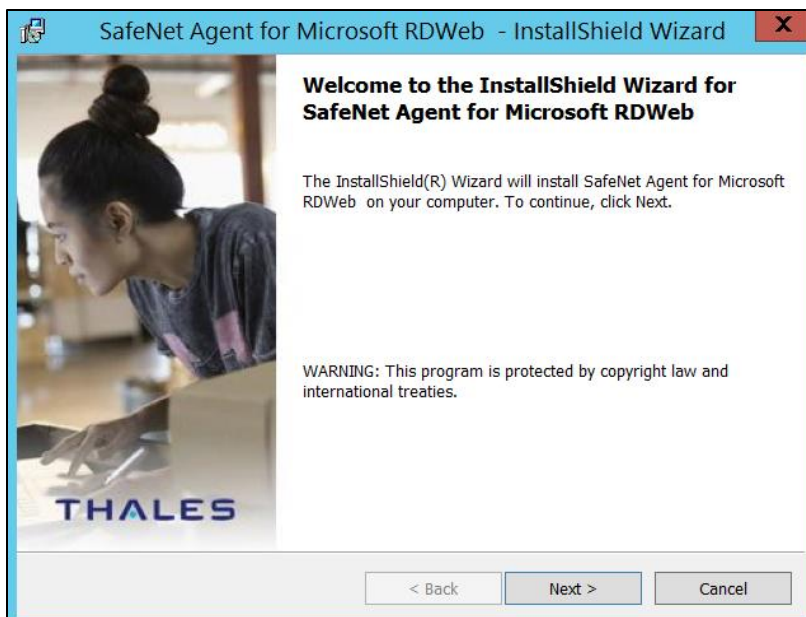 SafeNet Agent for Microsoft RDWeb - InstallShield Wizard
X
Welcome to the InstallShield Wizard for
SafeNet Agent for Microsoft RDWeb
The InstallShield(R) Wizard will install SafeNet Agent for Microsoft
RDWeb on your computer. To continue, click Next.
WARNING: This program is protected by copyright law and
international treaties.
THALES
< Back
Next >
Cancel